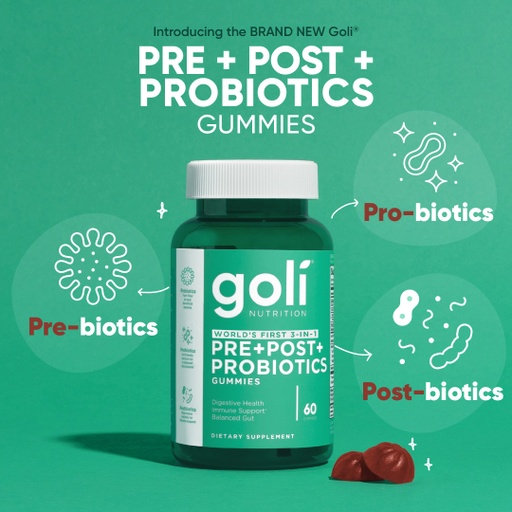 Introducing the BRAND NEW Goli®
PRE + POST +
PROBIOTICS
GUMMIES
Pro-biotics
Pre-biotics
goli®
NUTRITION
WORLD'S FIRST 3-IN-1
PRE+POST+
PROBIOTICS
GUMMIES
Digestive Health
Immune Support
Balanced Gut
60
DIETARY SUPPLEMENT
Post-biotics